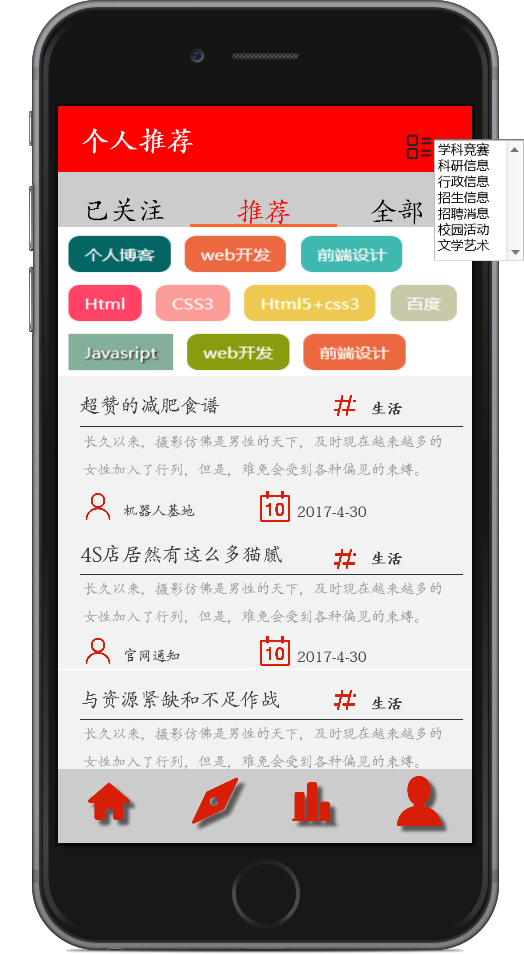 个人推荐
学科竞赛
科研信息
行政信息
招生信息
招聘消息
校园活动
文学艺术
已关注 推荐 全部
个人博客 web开发 前端设计
Html CSS3 Html5+css3 百度
Javasript web开发 前端设计
超赞的减肥食谱 # 生活
长久以来，摄影仿佛是男性的天下，及时现在越来越多的
女性加入了行列，但是，难免会受到各种偏见的束缚。
机器人基地 10 2017-4-30
4S店居然有这么多猫腻 # 生活
长久以来，摄影仿佛是男性的天下，及时现在越来越多的
女性加入了行列，但是，难免会受到各种偏见的束缚。
官网通知 10 2017-4-30
与资源紧缺和不足作战 # 生活
长久以来，摄影仿佛是男性的天下，及时现在越来越多的
女性加入了行列，但是，难免会受到各种偏见的束缚。